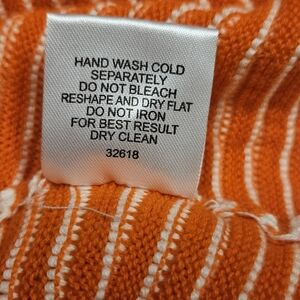 HAND WASH COLD
SEPARATELY
DO NOT BLEACH
RESHAPE AND DRY FLAT
DO NOT IRON
FOR BEST RESULT
DRY CLEAN
32618